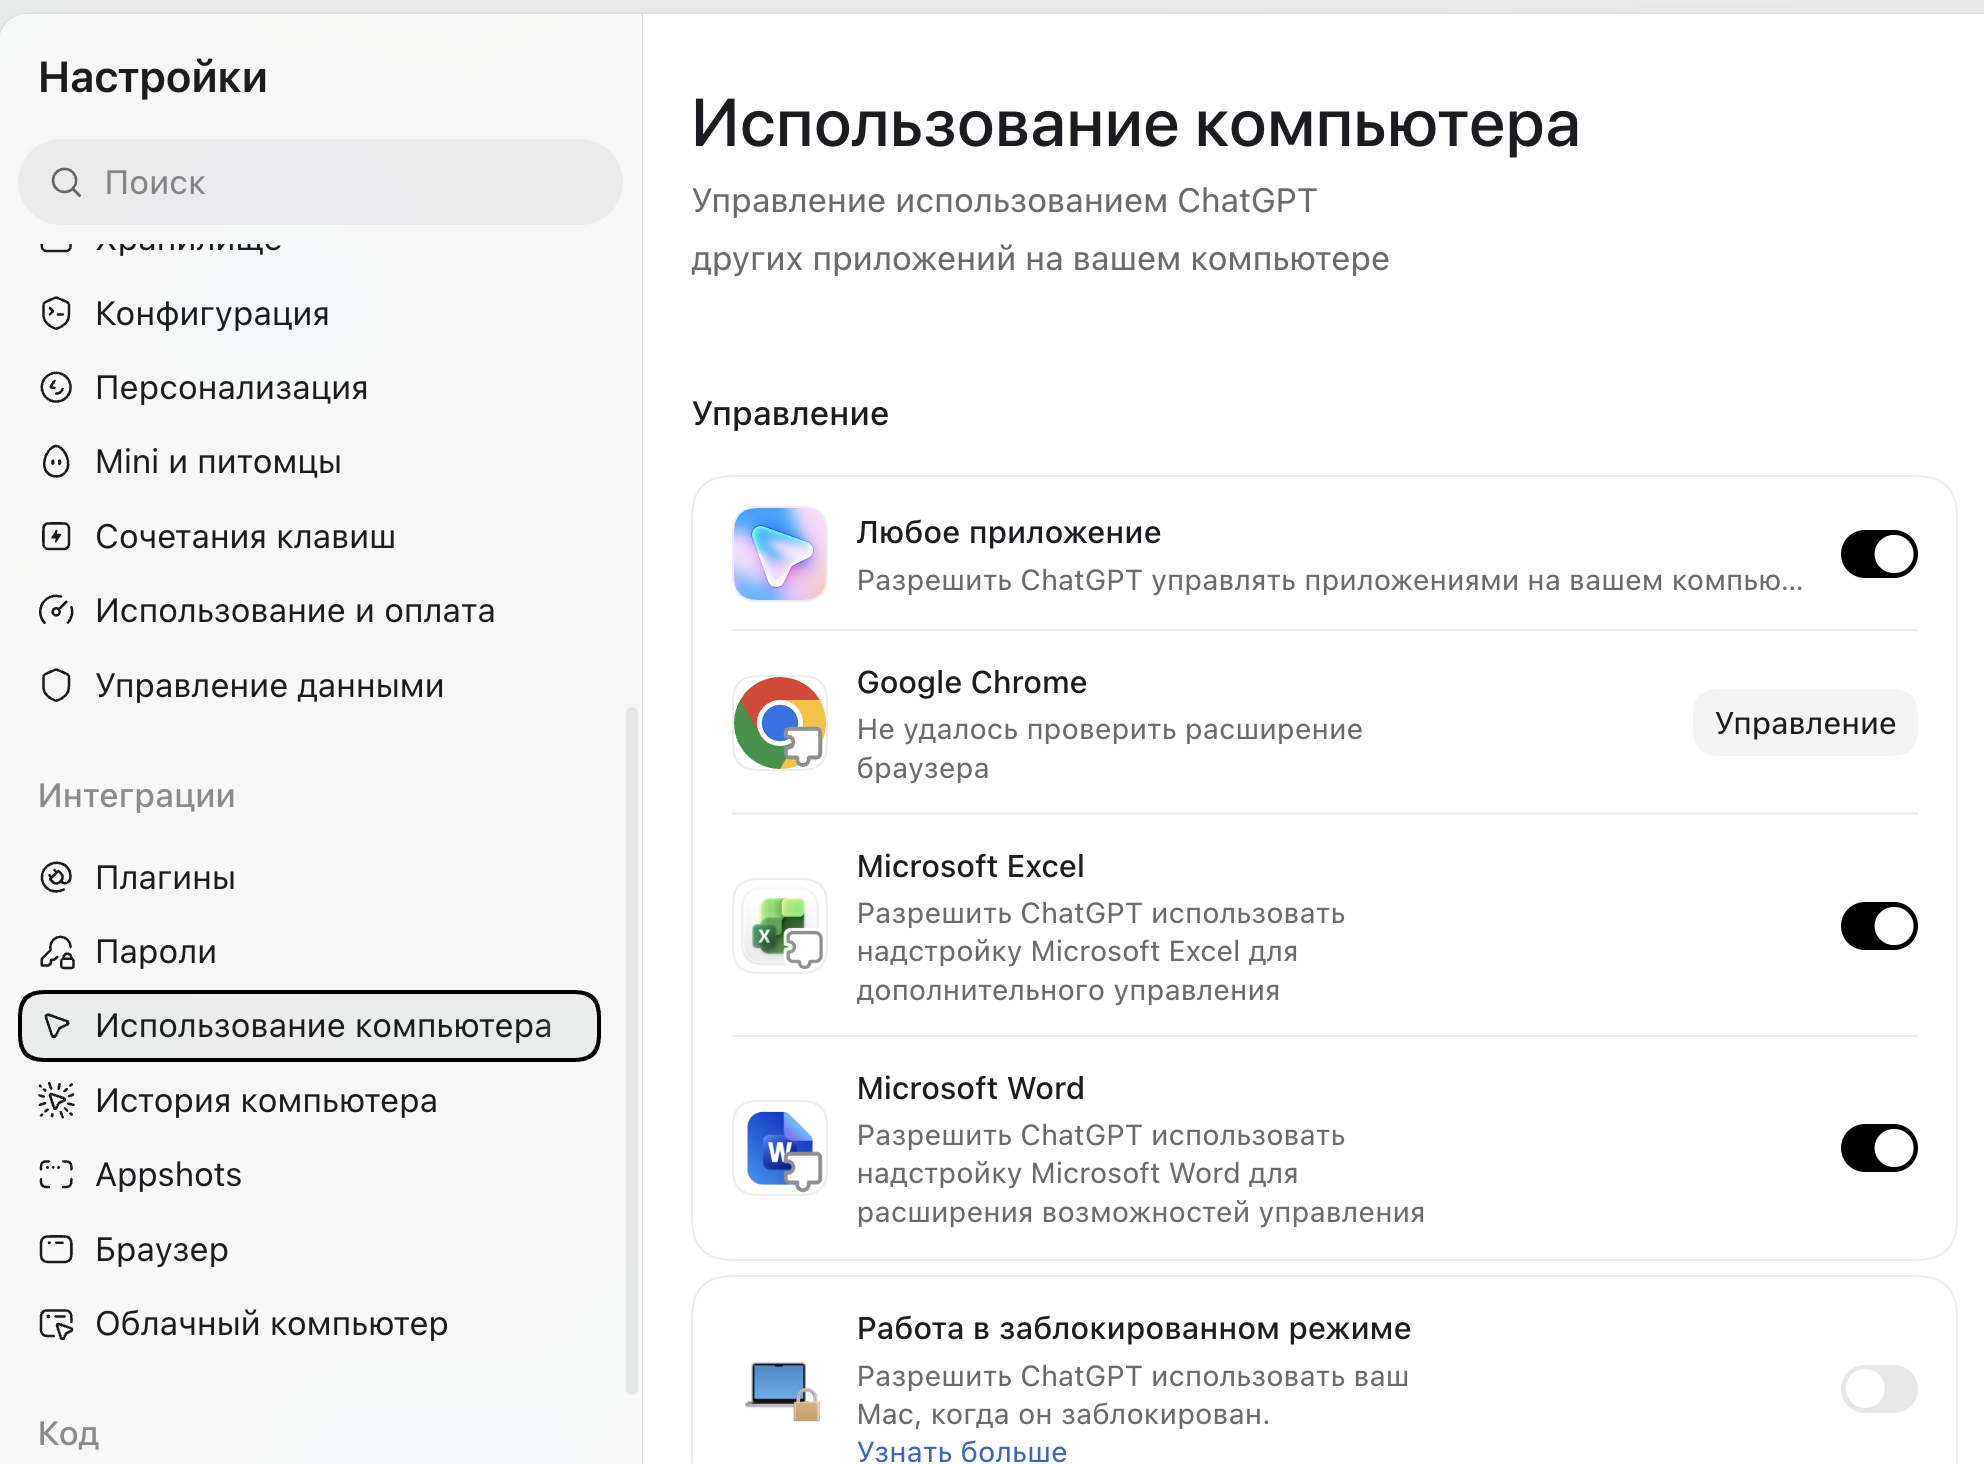 Настройки
Поиск
Хранилище
Конфигурация
Персонализация
Mini и питомцы
Сочетания клавиш
Использование и оплата
Управление данными
Интеграции
Плагины
Пароли
Использование компьютера
История компьютера
Appshots
Браузер
Облачный компьютер
Код
Использование компьютера
Управление использованием ChatGPT
других приложений на вашем компьютере
Управление
Любое приложение
Разрешить ChatGPT управлять приложениями на вашем компью...
Google Chrome
Не удалось проверить расширение
браузера
Управление
Microsoft Excel
Разрешить ChatGPT использовать
надстройку Microsoft Excel для
дополнительного управления
Microsoft Word
Разрешить ChatGPT использовать
надстройку Microsoft Word для
расширения возможностей управления
Работа в заблокированном режиме
Разрешить ChatGPT использовать ваш
Mac, когда он заблокирован.
Узнать больше